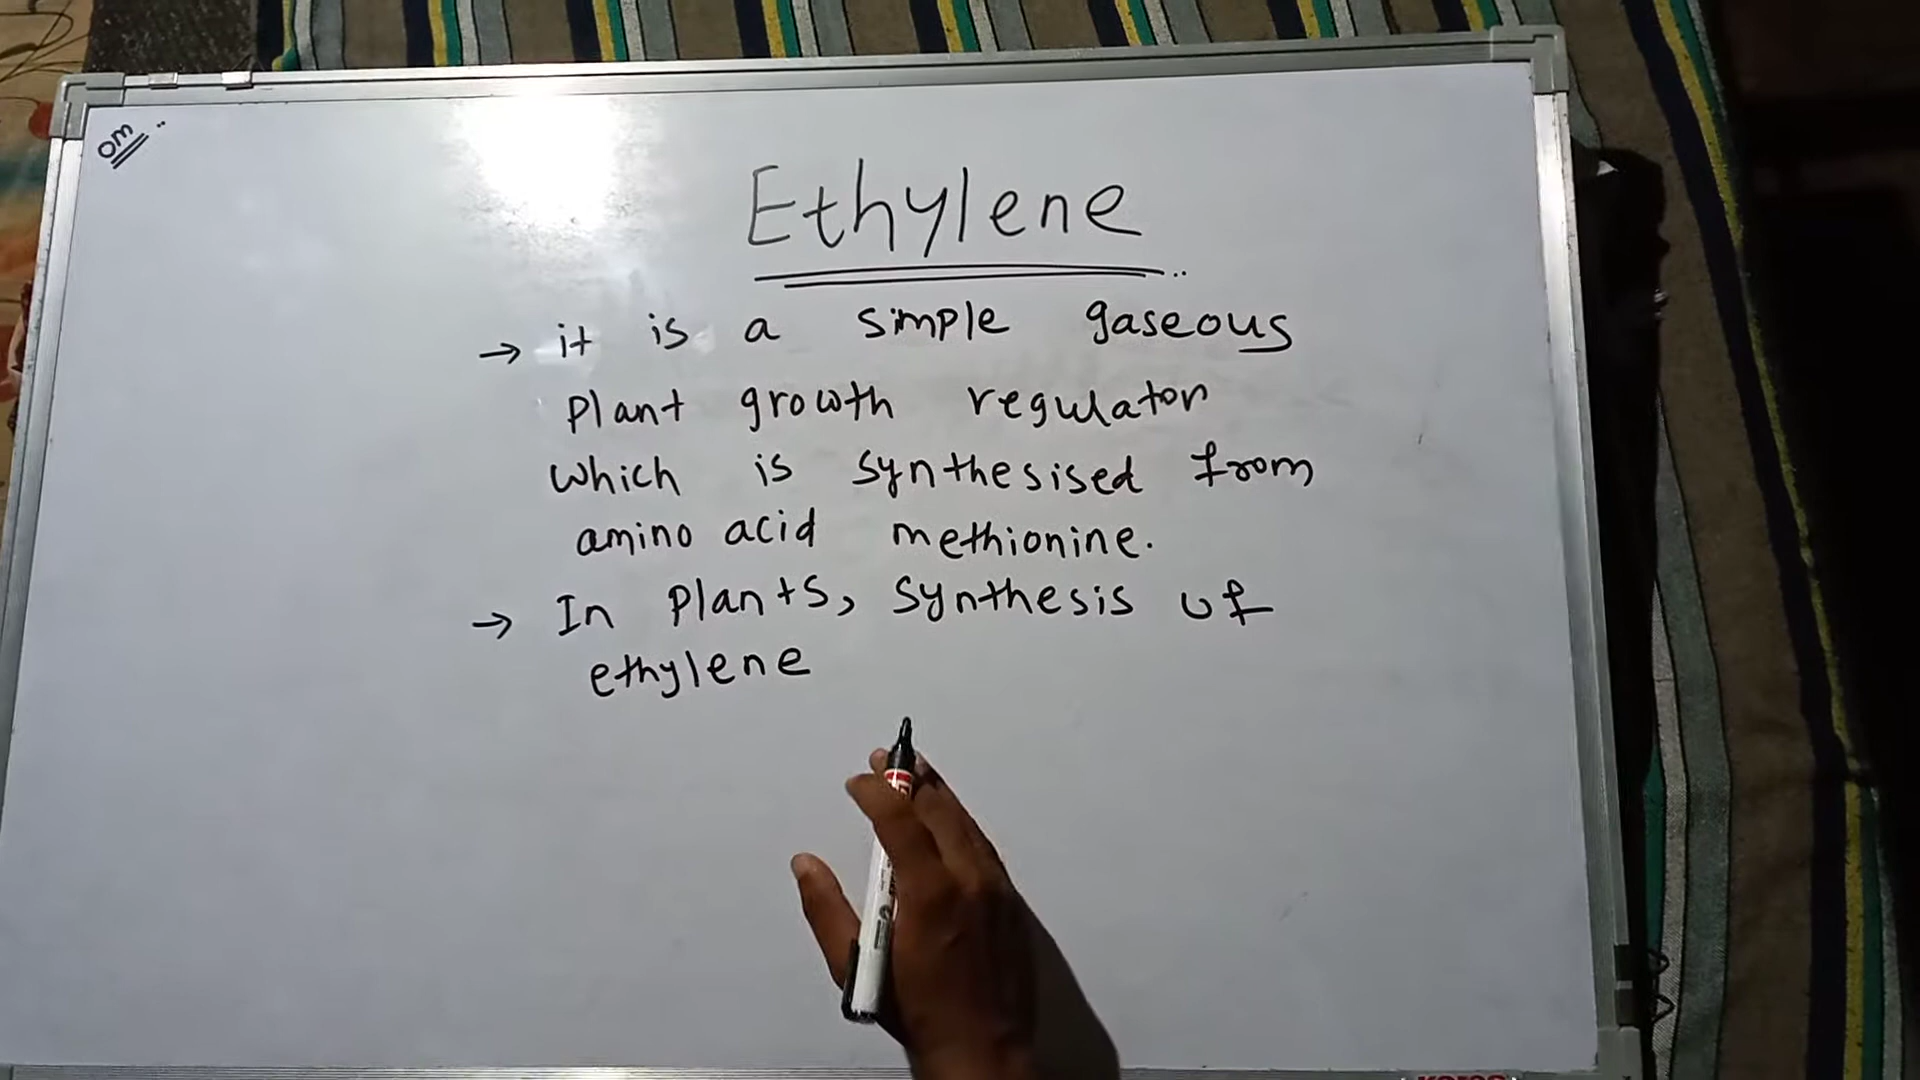 om
Ethylene
→ it is a simple gaseous
Plant growth regulator
which is synthesised from
amino acid methionine.
→ In Plants, synthesis of
ethylene